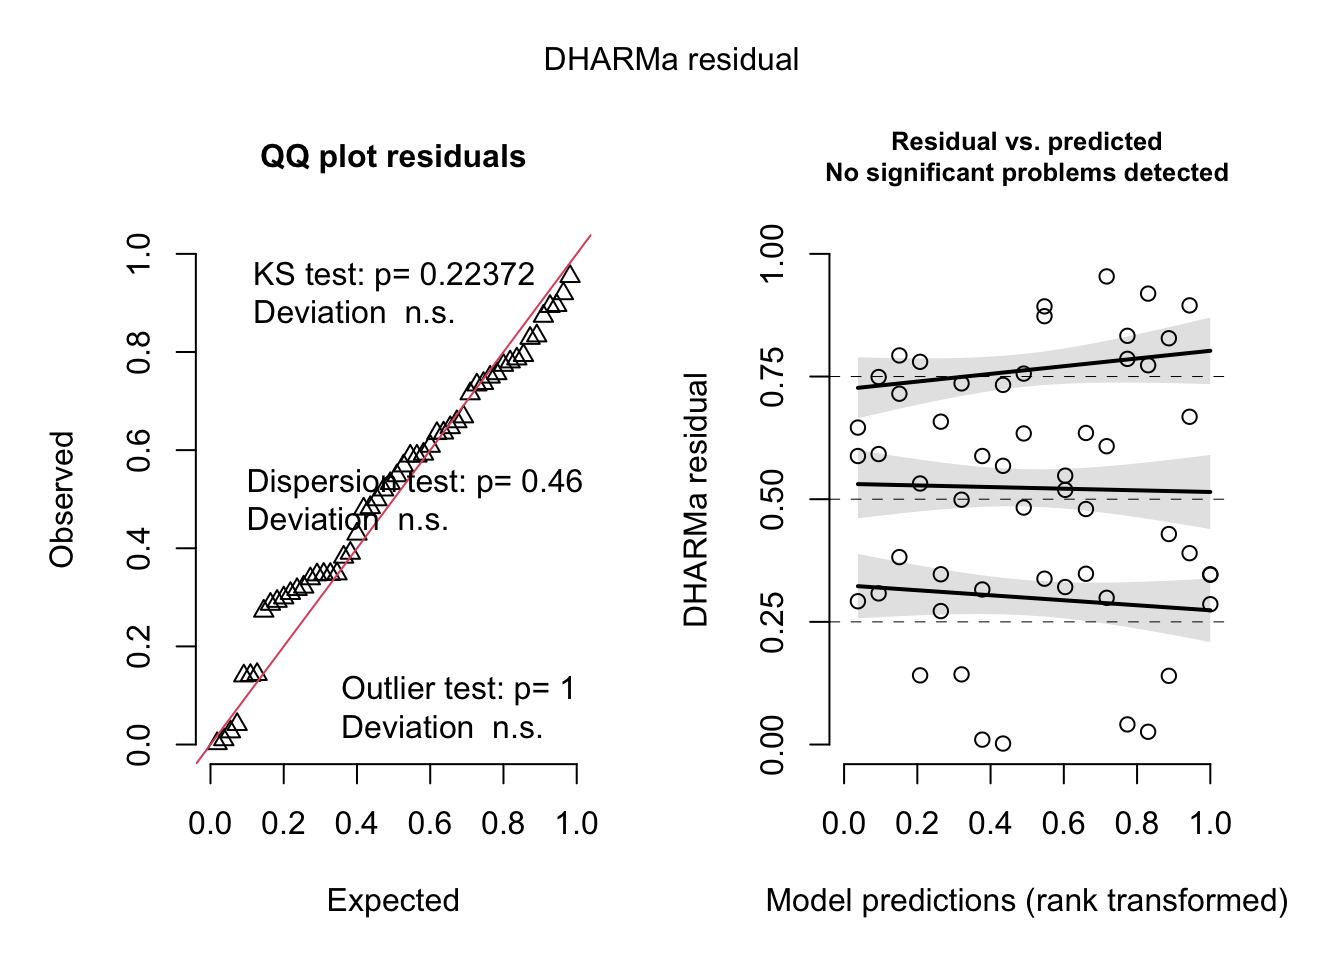 DHARMa residual
QQ plot residuals
KS test: p= 0.22372
Deviation  n.s.
Dispersion test: p= 0.46
Deviation  n.s.
Outlier test: p= 1
Deviation  n.s.
Observed
0.0 0.2 0.4 0.6 0.8 1.0
0.0 0.2 0.4 0.6 0.8 1.0
Expected
Residual vs. predicted
No significant problems detected
DHARMa residual
0.00 0.25 0.50 0.75 1.00
0.0 0.2 0.4 0.6 0.8 1.0
Model predictions (rank transformed)